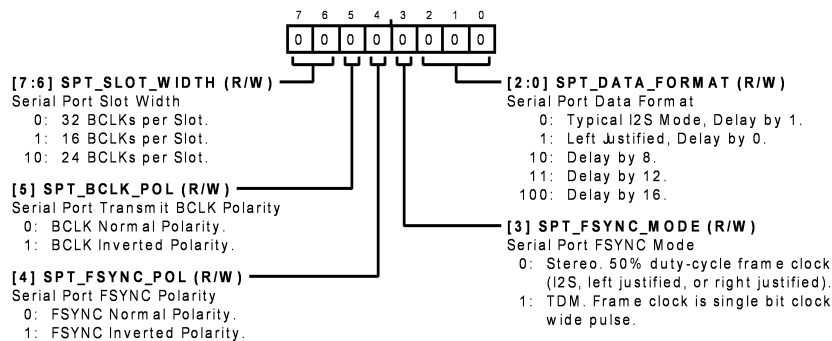 7 6 5 4 3 2 1 0
0 0 0 0 0 0 0 0
[7:6] SPT_SLOT_WIDTH (R/W)
Serial Port Slot Width
0: 32 BCLKs per Slot.
1: 16 BCLKs per Slot.
10: 24 BCLKs per Slot.
[5] SPT_BCLK_POL (R/W)
Serial Port Transmit BCLK Polarity
0: BCLK Normal Polarity.
1: BCLK Inverted Polarity.
[4] SPT_FSYNC_POL (R/W)
Serial Port FSYNC Polarity
0: FSYNC Normal Polarity.
1: FSYNC Inverted Polarity.
[2:0] SPT_DATA_FORMAT (R/W)
Serial Port Data Format
0: Typical I2S Mode, Delay by 1.
1: Left Justified, Delay by 0.
10: Delay by 8.
11: Delay by 12.
100: Delay by 16.
[3] SPT_FSYNC_MODE (R/W)
Serial Port FSYNC Mode
0: Stereo. 50% duty-cycle frame clock
(I2S, left justified, or right justified).
1: TDM. Frame clock is single bit clock
wide pulse.